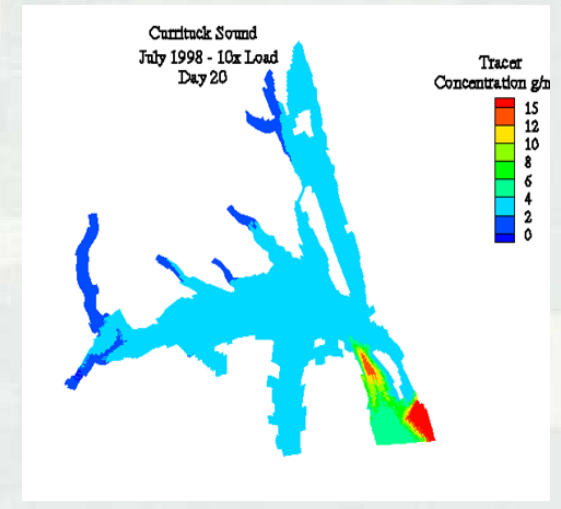 Currituck Sound
July 1998 - 10x Load
Day 20
Tracer
Concentration g/m
15
12
10
8
6
4
2
0